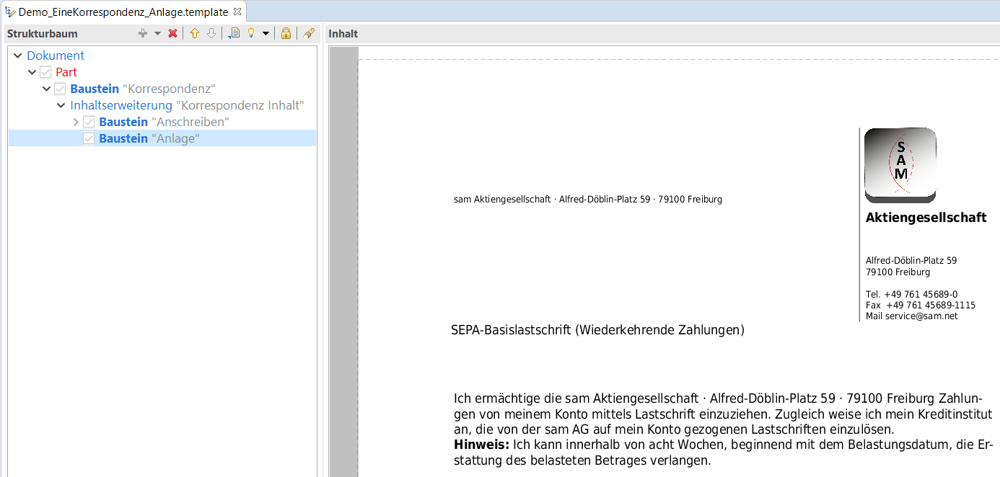 Demo_EineKorrespondenz_Anlage.template
Strukturbaum
Inhalt
Dokument
Part
Baustein "Korrespondenz"
Inhaltserweiterung "Korrespondenz Inhalt"
Baustein "Anschreiben"
Baustein "Anlage"
S
A
M
sam Aktiengesellschaft · Alfred-Döblin-Platz 59 · 79100 Freiburg
Aktiengesellschaft
Alfred-Döblin-Platz 59
79100 Freiburg
Tel. +49 761 45689-0
Fax +49 761 45689-1115
Mail service@sam.net
SEPA-Basislastschrift (Wiederkehrende Zahlungen)
Ich ermächtige die sam Aktiengesellschaft · Alfred-Döblin-Platz 59 · 79100 Freiburg Zahlun-
gen von meinem Konto mittels Lastschrift einzuziehen. Zugleich weise ich mein Kreditinstitut
an, die von der sam AG auf mein Konto gezogenen Lastschriften einzulösen.
Hinweis: Ich kann innerhalb von acht Wochen, beginnend mit dem Belastungsdatum, die Er-
stattung des belasteten Betrages verlangen.